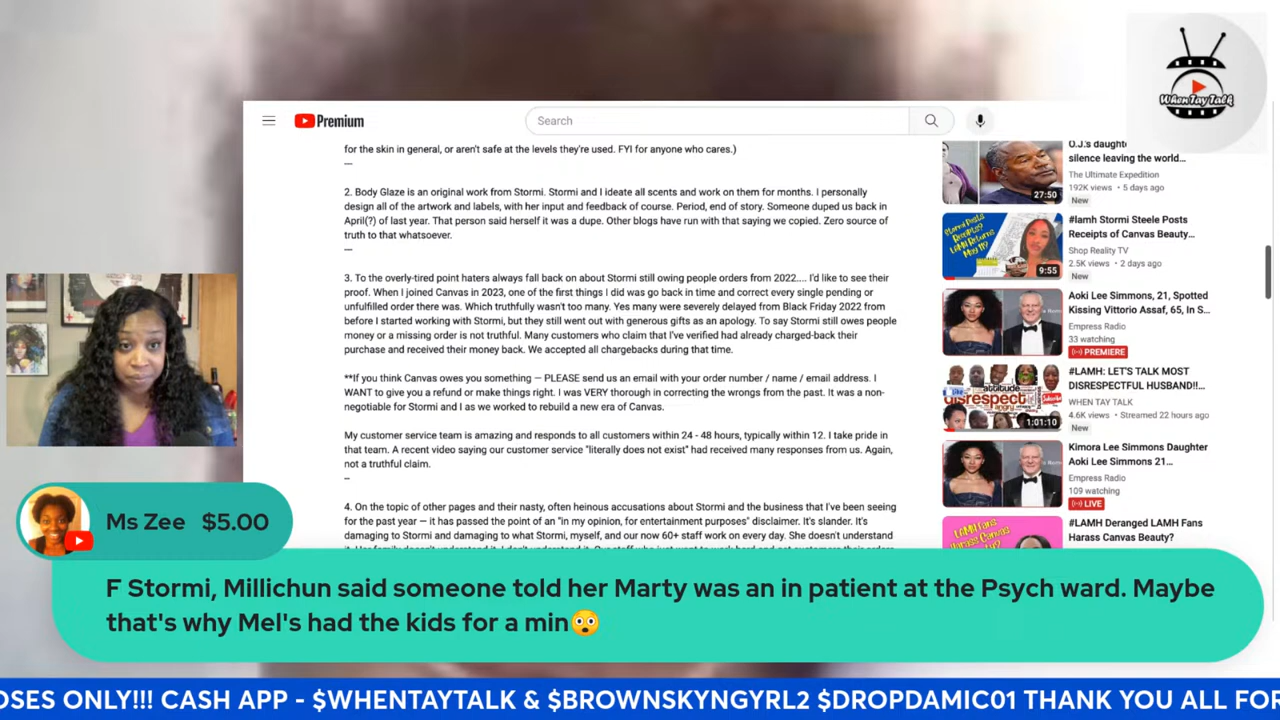 WhenTayTalk
Premium
Search
for the skin in general, or aren't safe at the levels they're used. FYI for anyone who cares.)
---
2. Body Glaze is an original work from Stormi. Stormi and I ideate all scents and work on them for months. I personally
design all of the artwork and labels, with her input and feedback of course. Period, end of story. Someone duped us back in
April(?) of last year. That person said herself it was a dupe. Other blogs have run with that saying we copied. Zero source of
truth to that whatsoever.
---
3. To the overly-tired point haters always fall back on about Stormi still owing people orders from 2022.... I'd like to see their
proof. When I joined Canvas in 2023, one of the first things I did was go back in time and correct every single pending or
unfulfilled order there was. Which truthfully wasn't too many. Yes many were severely delayed from Black Friday 2022 from
before I started working with Stormi, but they still went out with generous gifts as an apology. To say Stormi still owes people
money or a missing order is not truthful. Many customers who claim that I've verified had already charged-back their
purchase and received their money back. We accepted all chargebacks during that time.
**If you think Canvas owes you something — PLEASE send us an email with your order number / name / email address. I
WANT to give you a refund or make things right. I was VERY thorough in correcting the wrongs from the past. It was a non-
negotiable for Stormi and I as we worked to rebuild a new era of Canvas.
My customer service team is amazing and responds to all customers within 24 - 48 hours, typically within 12. I take pride in
that team. A recent video saying our customer service "literally does not exist" had received many responses from us. Again,
not a truthful claim.
--
4. On the topic of other pages and their nasty, often heinous accusations about Stormi and the business that I've been seeing
for the past year — it has passed the point of an "in my opinion, for entertainment purposes" disclaimer. It's slander. It's
damaging to Stormi and damaging to what Stormi, myself, and our now 60+ staff work on every day. She doesn't understand
O.J.'s daught
silence leaving the world...
The Ultimate Expedition
192K views • 5 days ago
New
27:50
#lamh Stormi Steele Posts
Receipts of Canvas Beauty...
Shop Reality TV
2.5K views • 2 days ago
New
9:55
Aoki Lee Simmons, 21, Spotted
Kissing Vittorio Assaf, 65, In S...
Empress Radio
33 watching
PREMIERE
#LAMH: LET'S TALK MOST
DISRESPECTFUL HUSBAND!!...
WHEN TAY TALK
4.6K views • Streamed 22 hours ago
New
attitude
disrespect
1:01:10
Kimora Lee Simmons Daughter
Aoki Lee Simmons 21...
Empress Radio
109 watching
LIVE
#LAMH Deranged LAMH Fans
Harass Canvas Beauty?
LAMH Fans
Ms Zee $5.00
F Stormi, Millichun said someone told her Marty was an in patient at the Psych ward. Maybe
that's why Mel's had the kids for a min😳
OSES ONLY!!! CASH APP - $WHENTAYTALK & $BROWNSKYNGYRL2 $DROPDAMIC01 THANK YOU ALL FOR